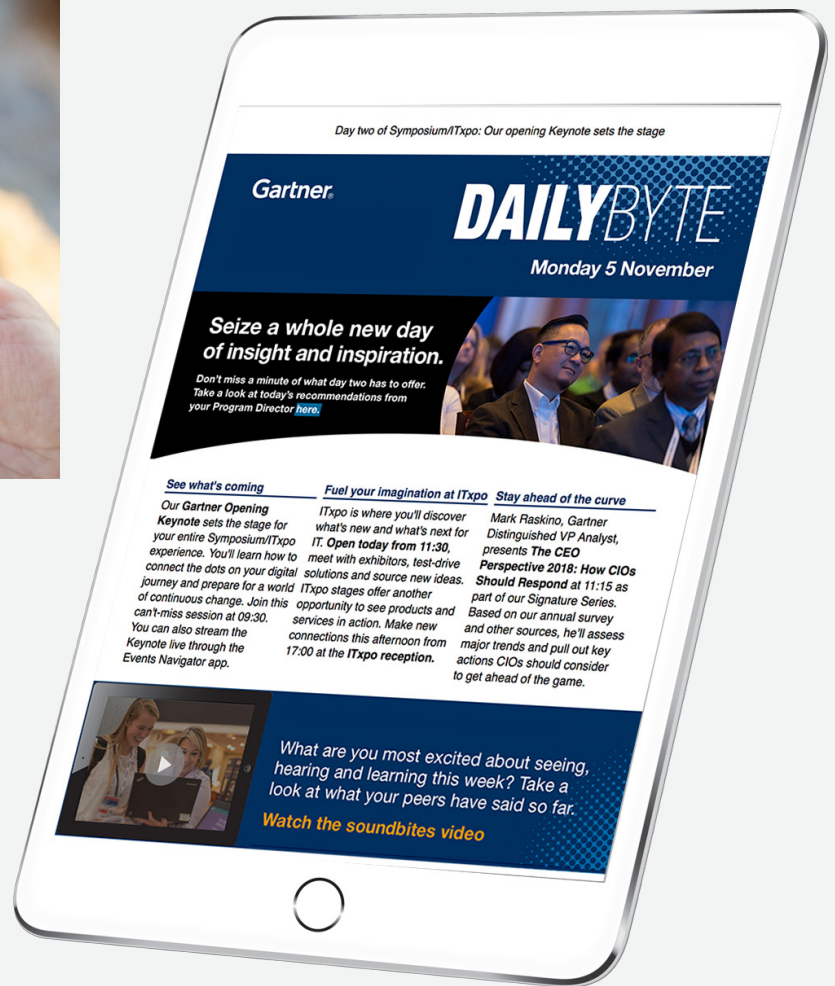 Day two of Symposium/ITxpo: Our opening Keynote sets the stage
Gartner®
DAILYBYTE
Monday 5 November
Seize a whole new day
of insight and inspiration.
Don't miss a minute of what day two has to offer.
Take a look at today's recommendations from
your Program Director here.
See what's coming
Our Gartner Opening
Keynote sets the stage for
your entire Symposium/ITxpo
experience. You'll learn how to
connect the dots on your digital
journey and prepare for a world
of continuous change. Join this
can't-miss session at 09:30.
You can also stream the
Keynote live through the
Events Navigator app.
Fuel your imagination at ITxpo
ITxpo is where you'll discover
what's new and what's next for
IT. Open today from 11:30,
meet with exhibitors, test-drive
solutions and source new ideas.
ITxpo stages offer another
opportunity to see products and
services in action. Make new
connections this afternoon from
17:00 at the ITxpo reception.
Stay ahead of the curve
Mark Raskino, Gartner
Distinguished VP Analyst,
presents The CEO
Perspective 2018: How CIOs
Should Respond at 11:15 as
part of our Signature Series.
Based on our annual survey
and other sources, he'll assess
major trends and pull out key
actions CIOs should consider
to get ahead of the game.
What are you most excited about seeing,
hearing and learning this week? Take a
look at what your peers have said so far.
Watch the soundbites video